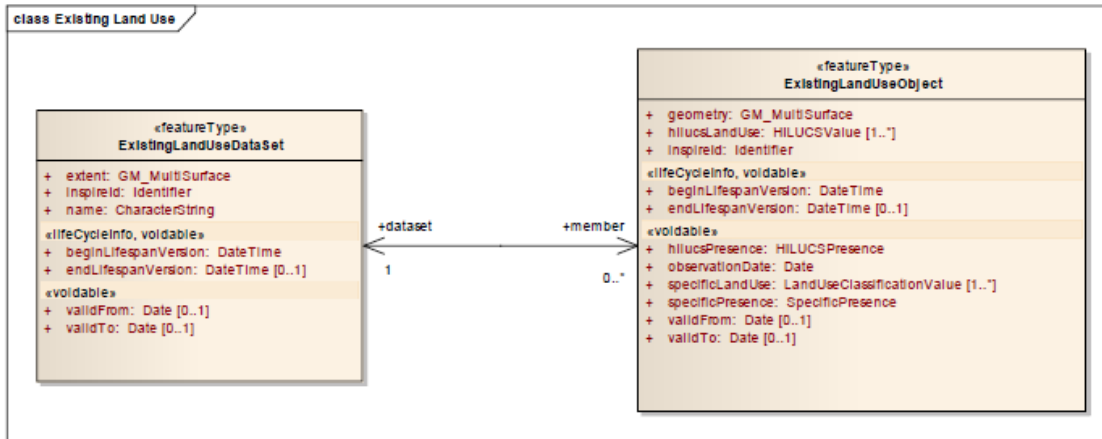 class Existing Land Use
«featureType»
ExistingLandUseDataSet
+ extent: GM_MultiSurface
+ inspireId: Identifier
+ name: CharacterString
«lifeCycleInfo, voidable»
+ beginLifespanVersion: DateTime
+ endLifespanVersion: DateTime [0..1]
«voidable»
+ validFrom: Date [0..1]
+ validTo: Date [0..1]
+dataset
1
+member
0..*
«featureType»
ExistingLandUseObject
+ geometry: GM_MultiSurface
+ hilucsLandUse: HILUCSValue [1..*]
+ inspireId: Identifier
«lifeCycleInfo, voidable»
+ beginLifespanVersion: DateTime
+ endLifespanVersion: DateTime [0..1]
«voidable»
+ hilucsPresence: HILUCSPresence
+ observationDate: Date
+ specificLandUse: LandUseClassificationValue [1..*]
+ specificPresence: SpecificPresence
+ validFrom: Date [0..1]
+ validTo: Date [0..1]